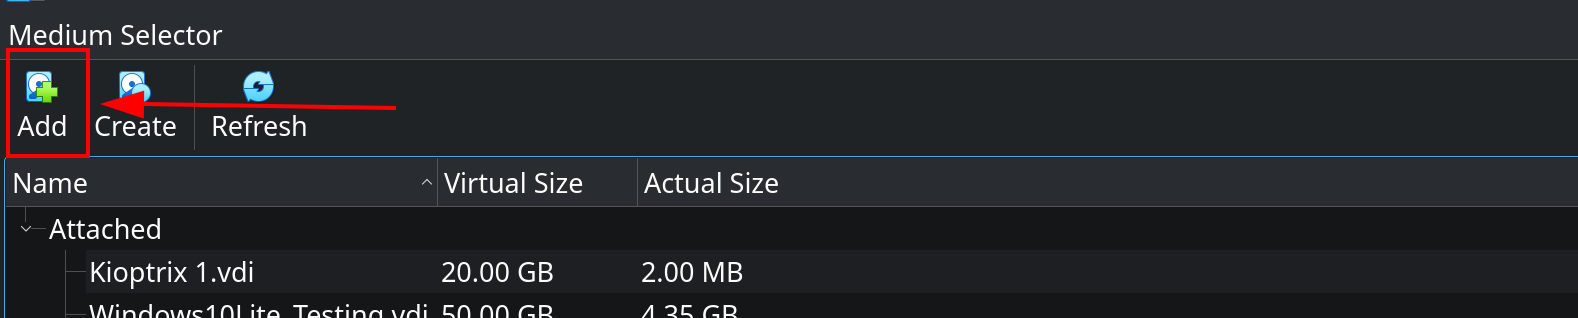 Medium Selector
Add Create Refresh
Name Virtual Size Actual Size
Attached
Kioptrix 1.vdi 20.00 GB 2.00 MB
Windows10Lite_Testing.vdi 50.00 GB 4.35 GB